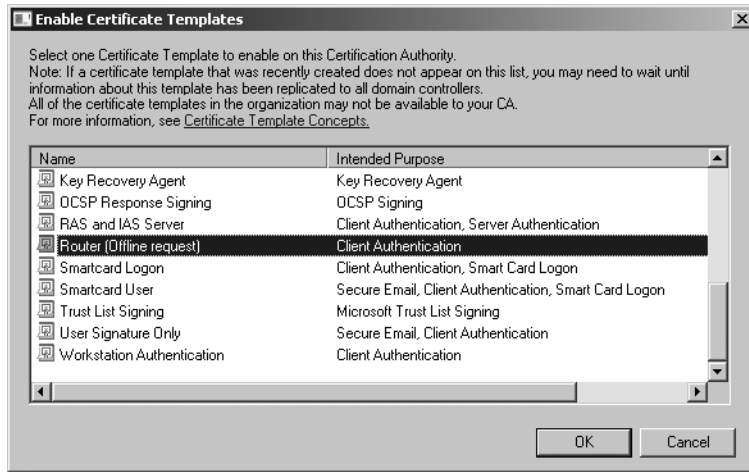 Enable Certificate Templates
Select one Certificate Template to enable on this Certification Authority.
Note: If a certificate template that was recently created does not appear on this list, you may need to wait until
information about this template has been replicated to all domain controllers.
All of the certificate templates in the organization may not be available to your CA.
For more information, see Certificate Template Concepts.
Name Intended Purpose
Key Recovery Agent Key Recovery Agent
OCSP Response Signing OCSP Signing
RAS and IAS Server Client Authentication, Server Authentication
Router (Offline request) Client Authentication
Smartcard Logon Client Authentication, Smart Card Logon
Smartcard User Secure Email, Client Authentication, Smart Card Logon
Trust List Signing Microsoft Trust List Signing
User Signature Only Secure Email, Client Authentication
Workstation Authentication Client Authentication
OK Cancel